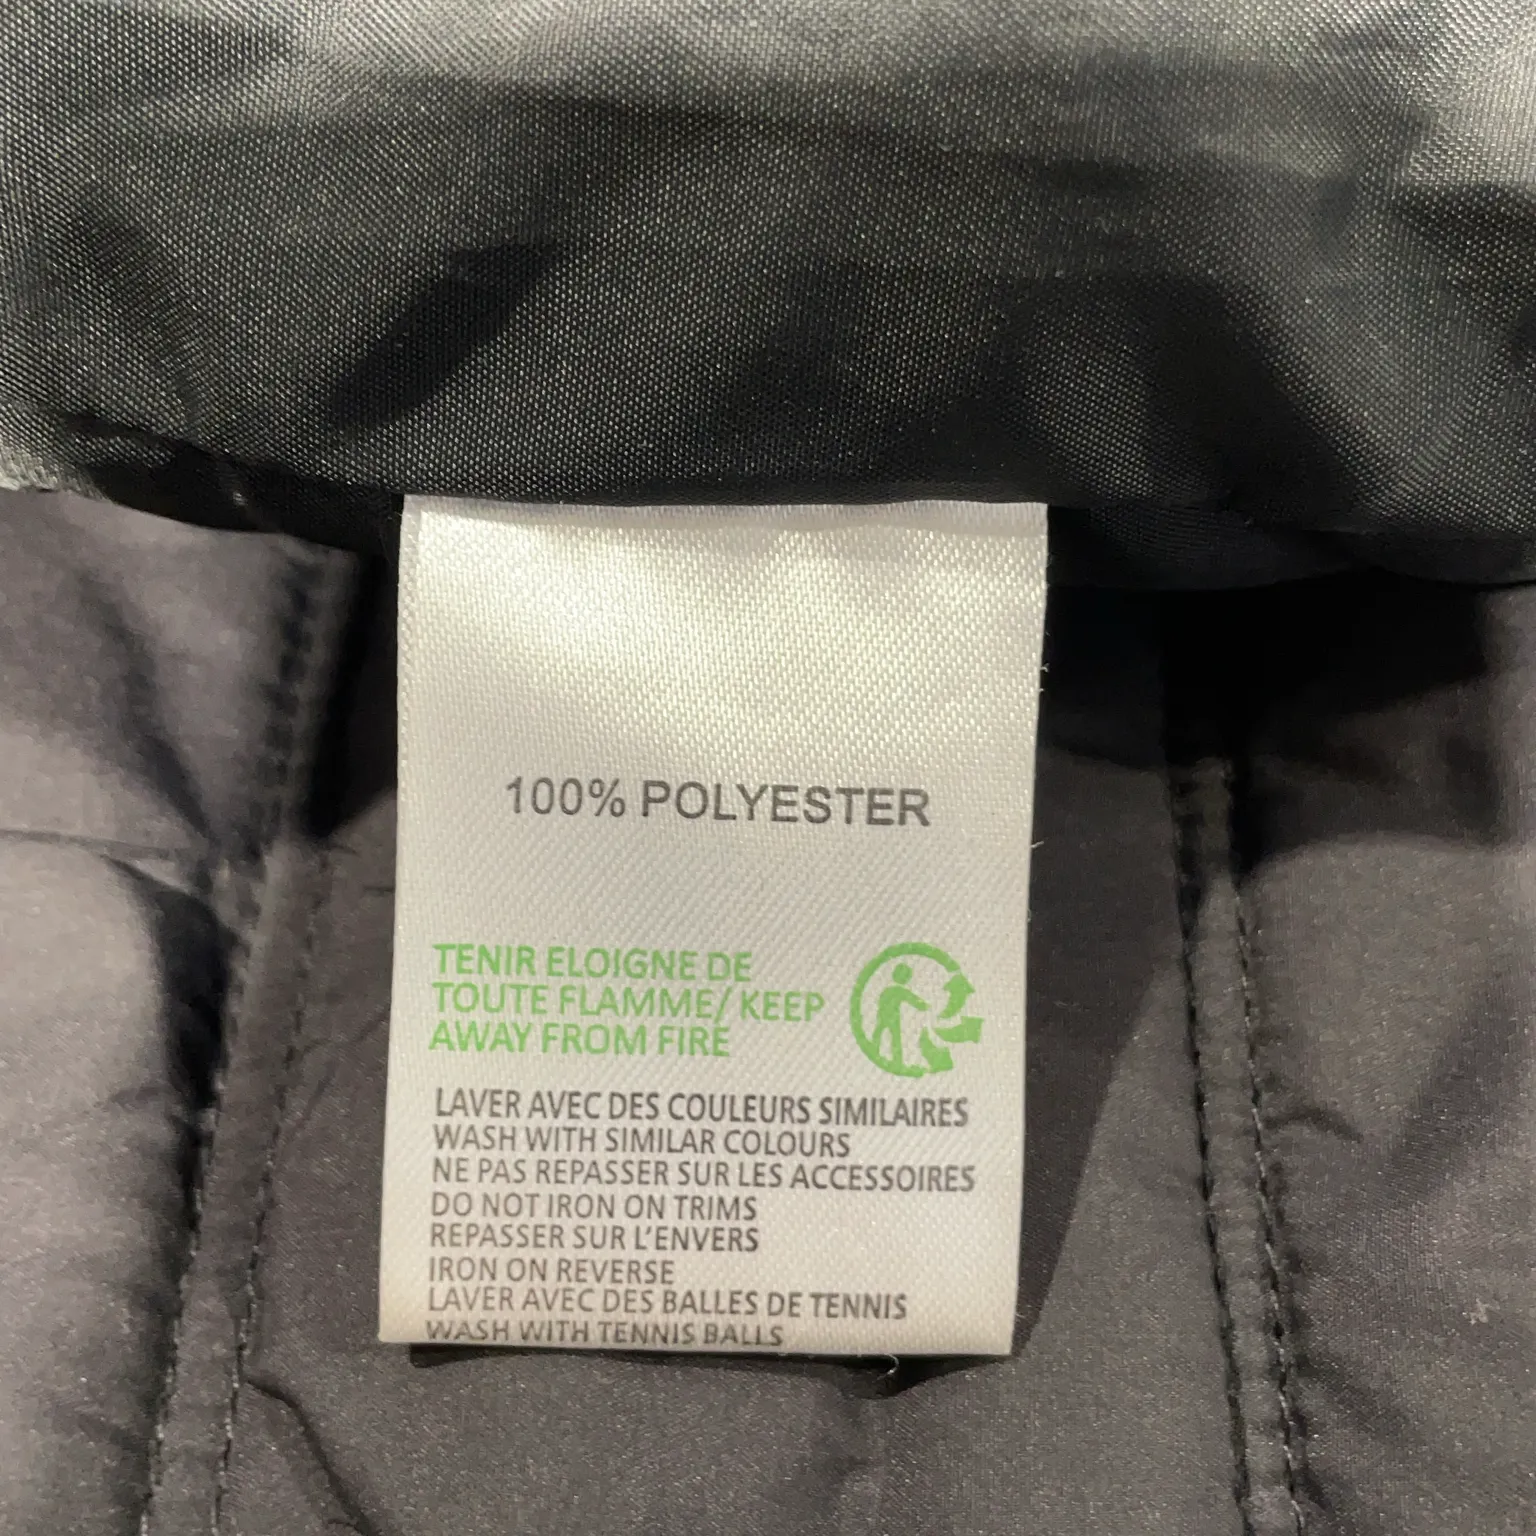 100% POLYESTER
TENIR ELOIGNE DE
TOUTE FLAMME/ KEEP
AWAY FROM FIRE
LAVER AVEC DES COULEURS SIMILAIRES
WASH WITH SIMILAR COLOURS
NE PAS REPASSER SUR LES ACCESSOIRES
DO NOT IRON ON TRIMS
REPASSER SUR L'ENVERS
IRON ON REVERSE
LAVER AVEC DES BALLES DE TENNIS
WASH WITH TENNIS BALLS